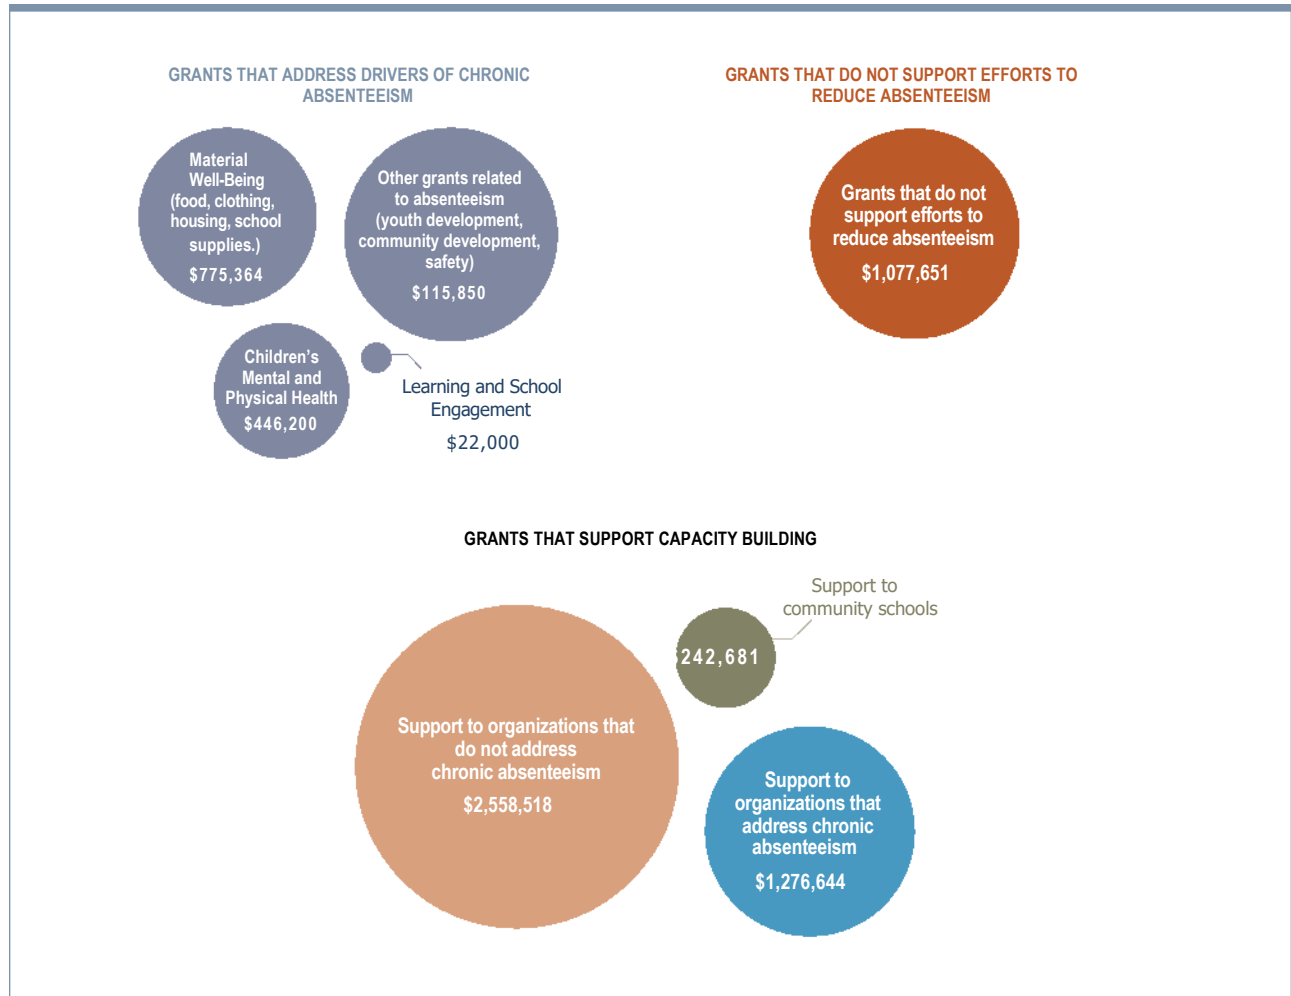 GRANTS THAT ADDRESS DRIVERS OF CHRONIC
ABSENTEEISM
Material
Well-Being
(food, clothing,
housing, school
supplies.)
$775,364
Other grants related
to absenteeism
(youth development,
community development,
safety)
$115,850
Children's
Mental and
Physical Health
$446,200
Learning and School
Engagement
$22,000
GRANTS THAT DO NOT SUPPORT EFFORTS TO
REDUCE ABSENTEEISM
Grants that do not
support efforts to
reduce absenteeism
$1,077,651
GRANTS THAT SUPPORT CAPACITY BUILDING
Support to organizations that
do not address
chronic absenteeism
$2,558,518
Support to
community schools
242,681
Support to
organizations that
address chronic
absenteeism
$1,276,644